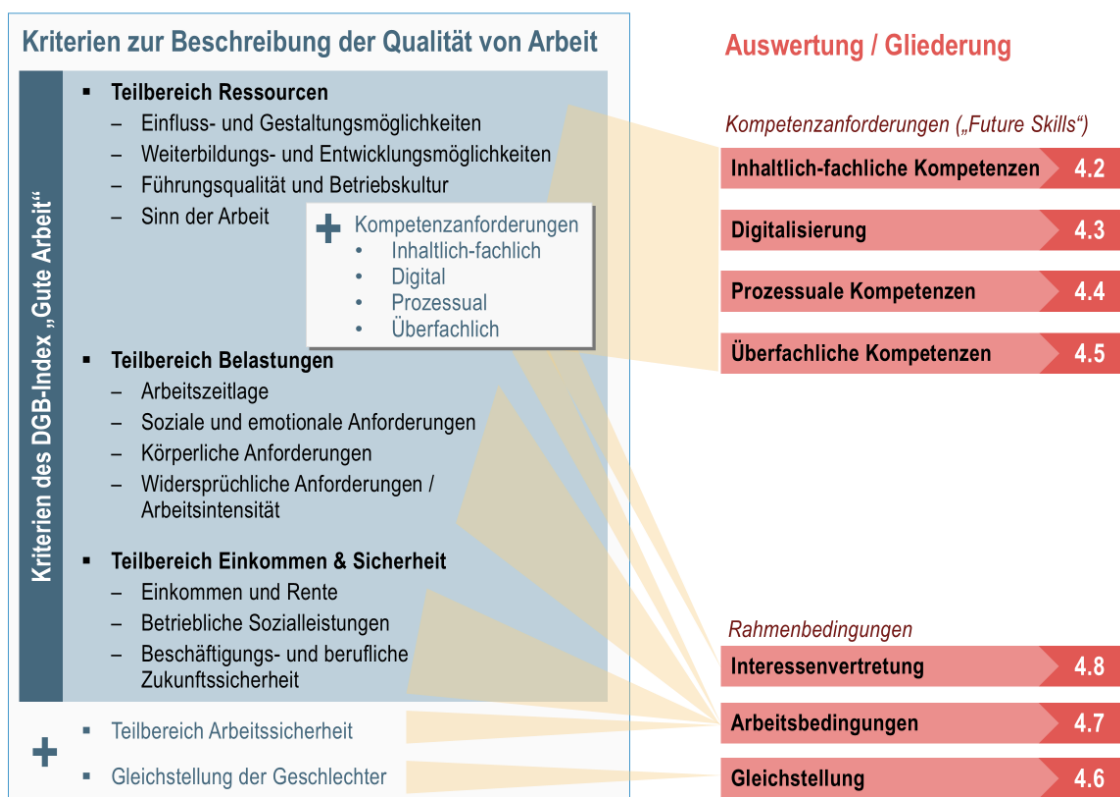 Kriterien zur Beschreibung der Qualität von Arbeit
Kriterien des DGB-Index „Gute Arbeit“
▪ Teilbereich Ressourcen
– Einfluss- und Gestaltungsmöglichkeiten
– Weiterbildungs- und Entwicklungsmöglichkeiten
– Führungsqualität und Betriebskultur
– Sinn der Arbeit
+ Kompetenzanforderungen
• Inhaltlich-fachlich
• Digital
• Prozessual
• Überfachlich
▪ Teilbereich Belastungen
– Arbeitszeitlage
– Soziale und emotionale Anforderungen
– Körperliche Anforderungen
– Widersprüchliche Anforderungen /
Arbeitsintensität
▪ Teilbereich Einkommen & Sicherheit
– Einkommen und Rente
– Betriebliche Sozialleistungen
– Beschäftigungs- und berufliche
Zukunftssicherheit
+
▪ Teilbereich Arbeitssicherheit
▪ Gleichstellung der Geschlechter
Auswertung / Gliederung
Kompetenzanforderungen („Future Skills“)
Inhaltlich-fachliche Kompetenzen 4.2
Digitalisierung 4.3
Prozessuale Kompetenzen 4.4
Überfachliche Kompetenzen 4.5
Rahmenbedingungen
Interessenvertretung 4.8
Arbeitsbedingungen 4.7
Gleichstellung 4.6